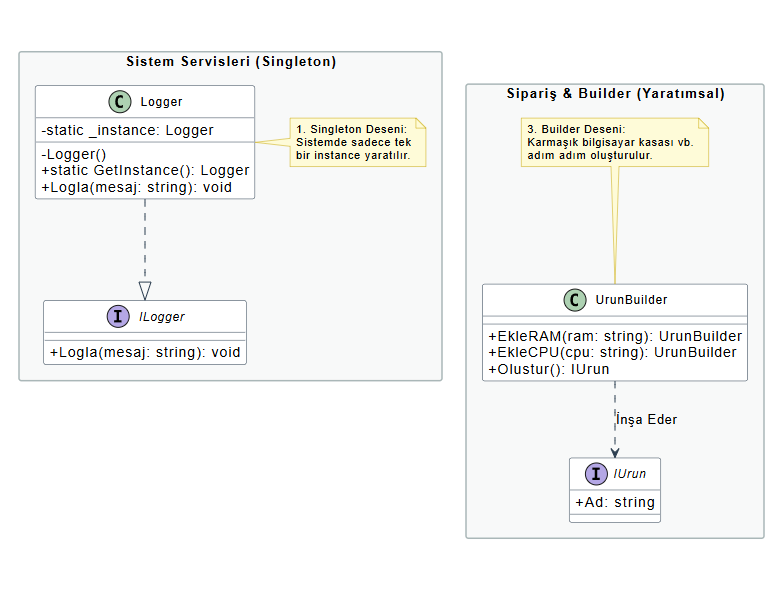 Sistem Servisleri (Singleton)
C Logger
-static _instance: Logger
-Logger()
+static GetInstance(): Logger
+Logla(mesaj: string): void
1. Singleton Deseni:
Sistemde sadece tek
bir instance yaratılır.
I ILogger
+Logla(mesaj: string): void
Sipariş & Builder (Yaratımsal)
3. Builder Deseni:
Karmaşık bilgisayar kasası vb.
adım adım oluşturulur.
C UrunBuilder
+EkleRAM(ram: string): UrunBuilder
+EkleCPU(cpu: string): UrunBuilder
+Olustur(): IUrun
İnşa Eder
I IUrun
+Ad: string